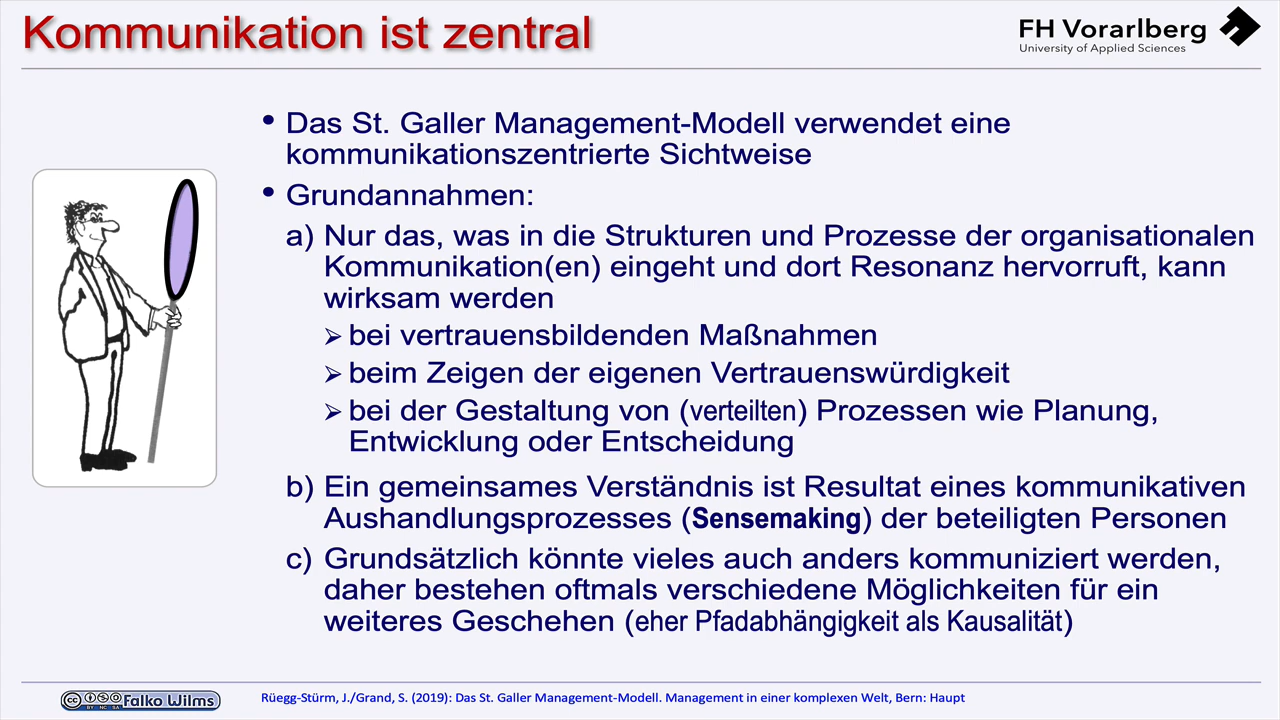 Kommunikation ist zentral
FH Vorarlberg
University of Applied Sciences
• Das St. Galler Management-Modell verwendet eine
kommunikationszentrierte Sichtweise
• Grundannahmen:
a) Nur das, was in die Strukturen und Prozesse der organisationalen
Kommunikation(en) eingeht und dort Resonanz hervorruft, kann
wirksam werden
➢ bei vertrauensbildenden Maßnahmen
➢ beim Zeigen der eigenen Vertrauenswürdigkeit
➢ bei der Gestaltung von (verteilten) Prozessen wie Planung,
Entwicklung oder Entscheidung
b) Ein gemeinsames Verständnis ist Resultat eines kommunikativen
Aushandlungsprozesses (Sensemaking) der beteiligten Personen
c) Grundsätzlich könnte vieles auch anders kommuniziert werden,
daher bestehen oftmals verschiedene Möglichkeiten für ein
weiteres Geschehen (eher Pfadabhängigkeit als Kausalität)
cc Falko Wilms
BY NC SA
Rüegg-Stürm, J./Grand, S. (2019): Das St. Galler Management-Modell. Management in einer komplexen Welt, Bern: Haupt